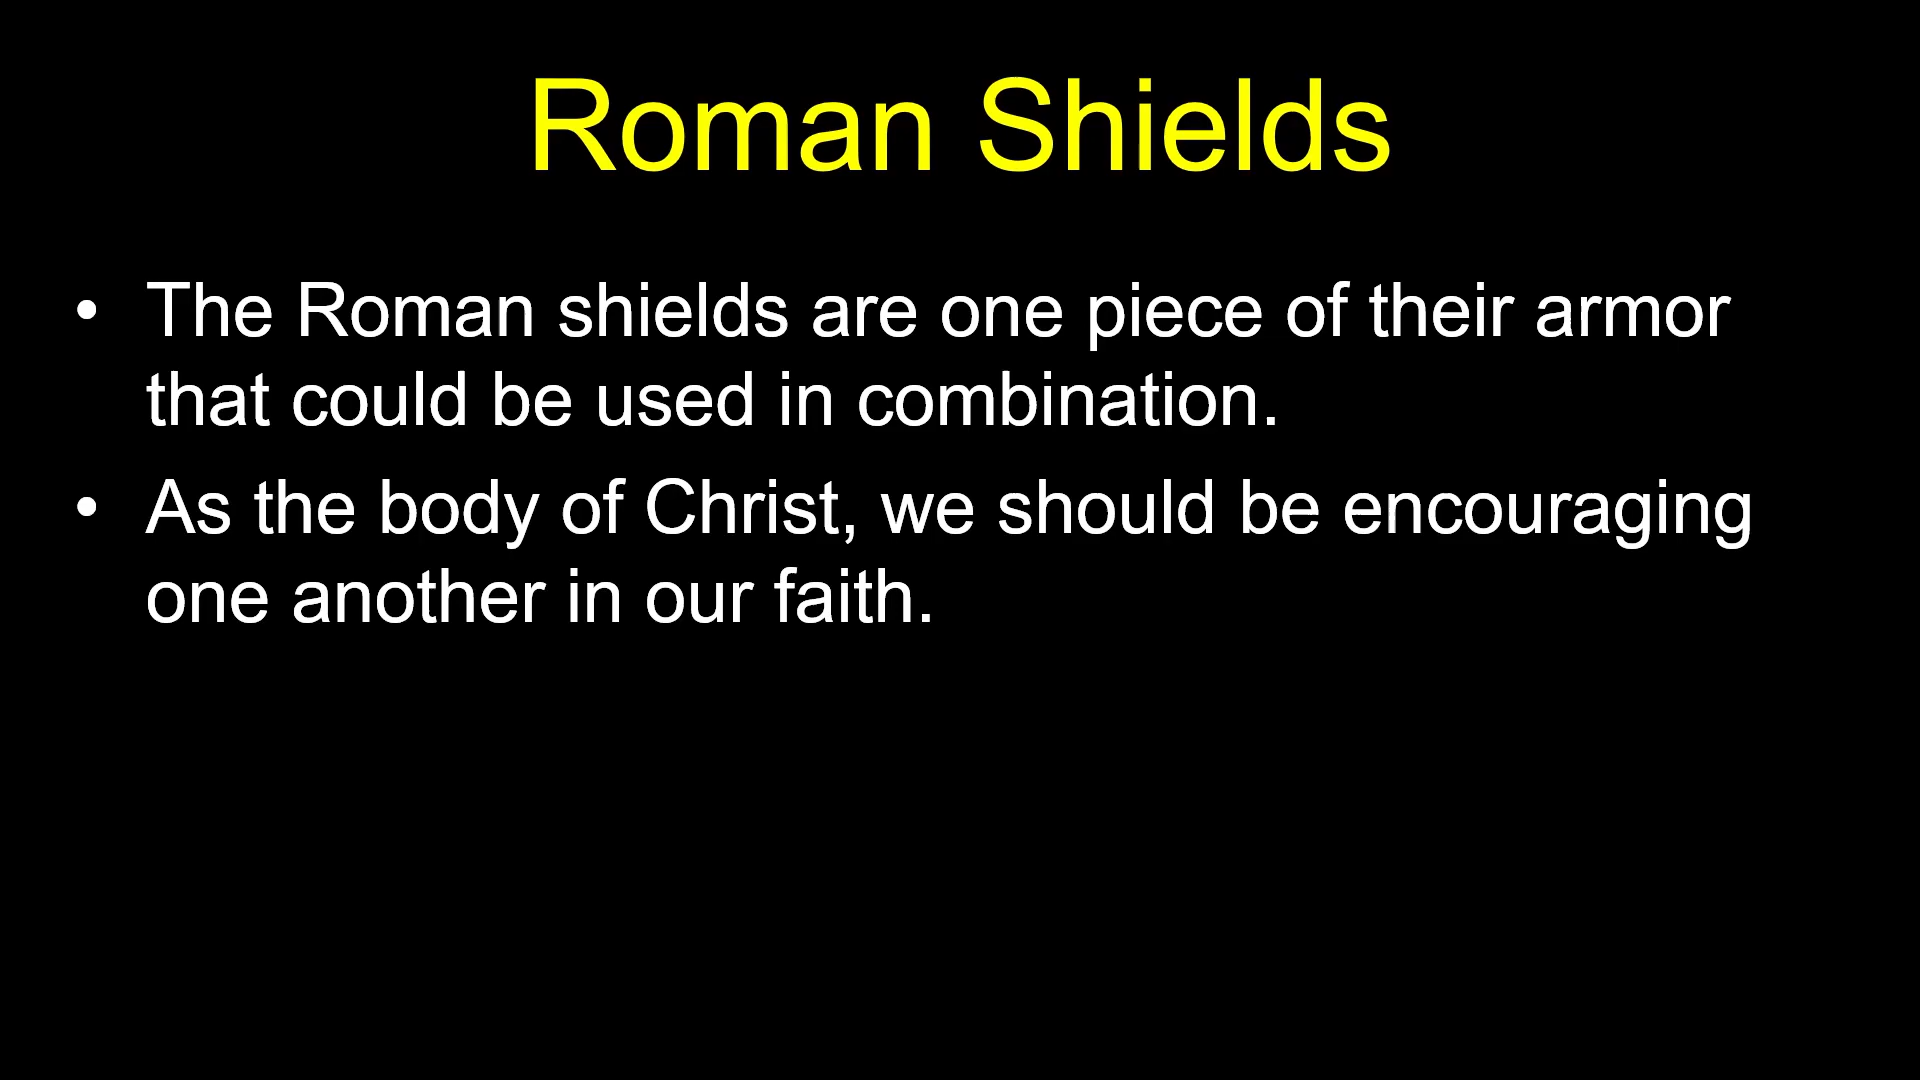 Roman Shields
• The Roman shields are one piece of their armor
that could be used in combination.
• As the body of Christ, we should be encouraging
one another in our faith.